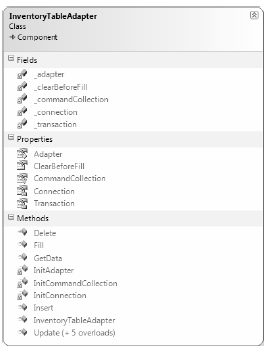 InventoryTableAdapter
Class
Component
Fields
_adapter
_clearBeforeFill
_commandCollection
_connection
_transaction
Properties
Adapter
ClearBeforeFill
CommandCollection
Connection
Transaction
Methods
Delete
Fill
GetData
InitAdapter
InitCommandCollection
InitConnection
Insert
InventoryTableAdapter
Update (+ 5 overloads)